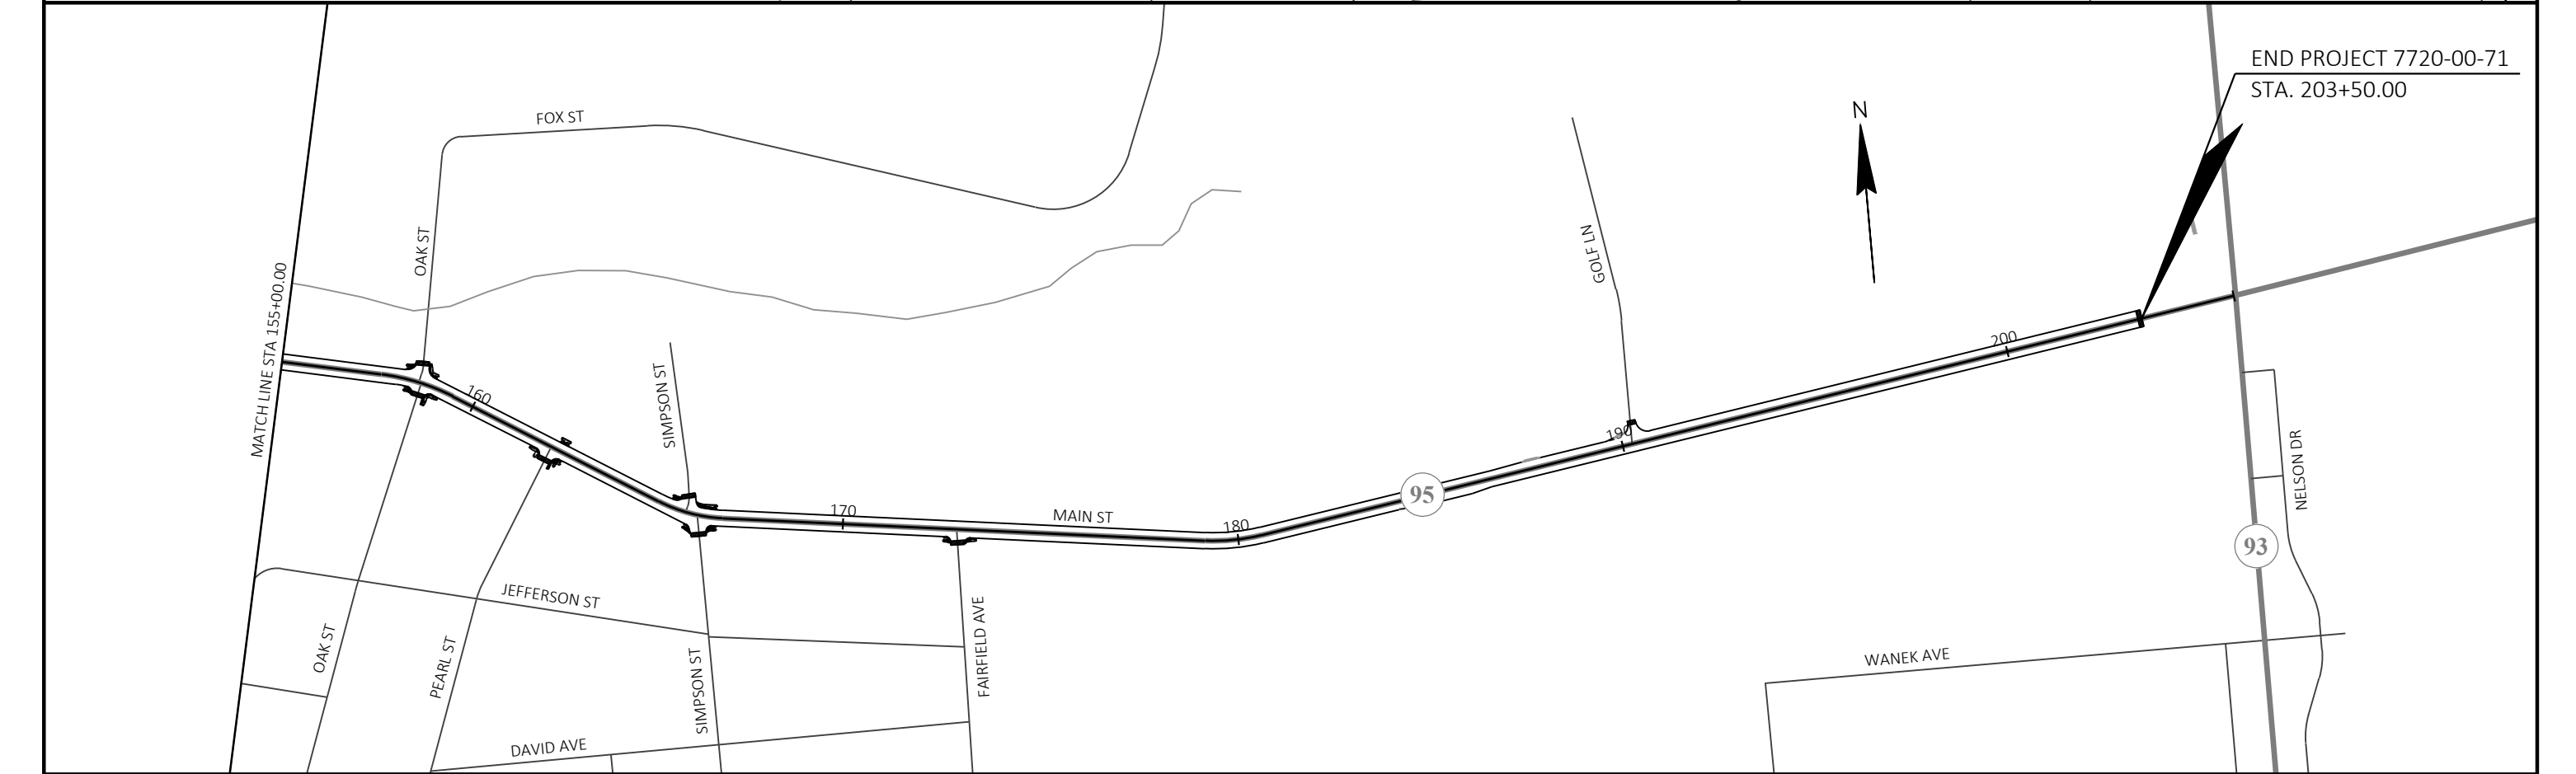 END PROJECT 7720-00-71
STA. 203+50.00
N
FOX ST
OAK ST
GOLF LN
MATCH LINE STA 155+00.00
160
SIMPSON ST
170
MAIN ST
180
95
190
200
NELSON DR
93
JEFFERSON ST
OAK ST
PEARL ST
SIMPSON ST
FAIRFIELD AVE
WANEK AVE
DAVID AVE